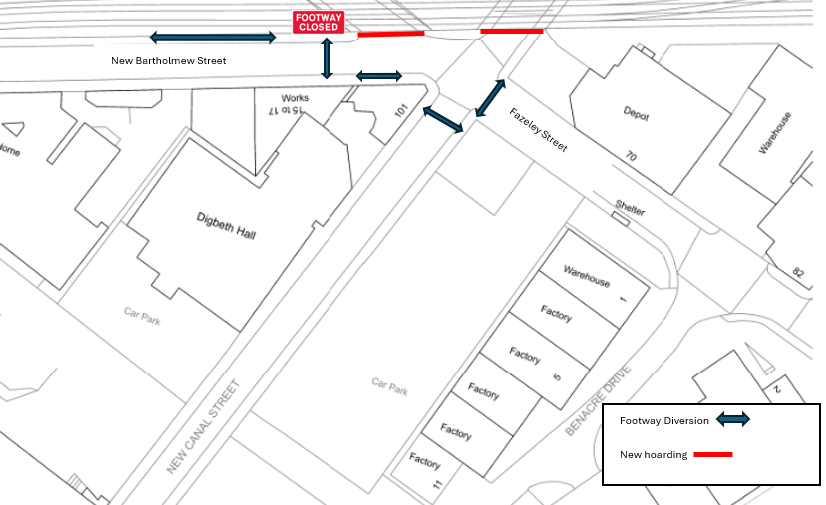 FOOTWAY
CLOSED
New Bartholmew Street
Works
15 to 17
101
Fazeley Street
Depot
70
Warehouse
ome
Digbeth Hall
Shelter
82
Warehouse
1
Factory
Factory
5
Factory
Factory
Factory
11
Car Park
Car Park
NEW CANAL STREET
BENACRE DRIVE
2
Footway Diversion
New hoarding